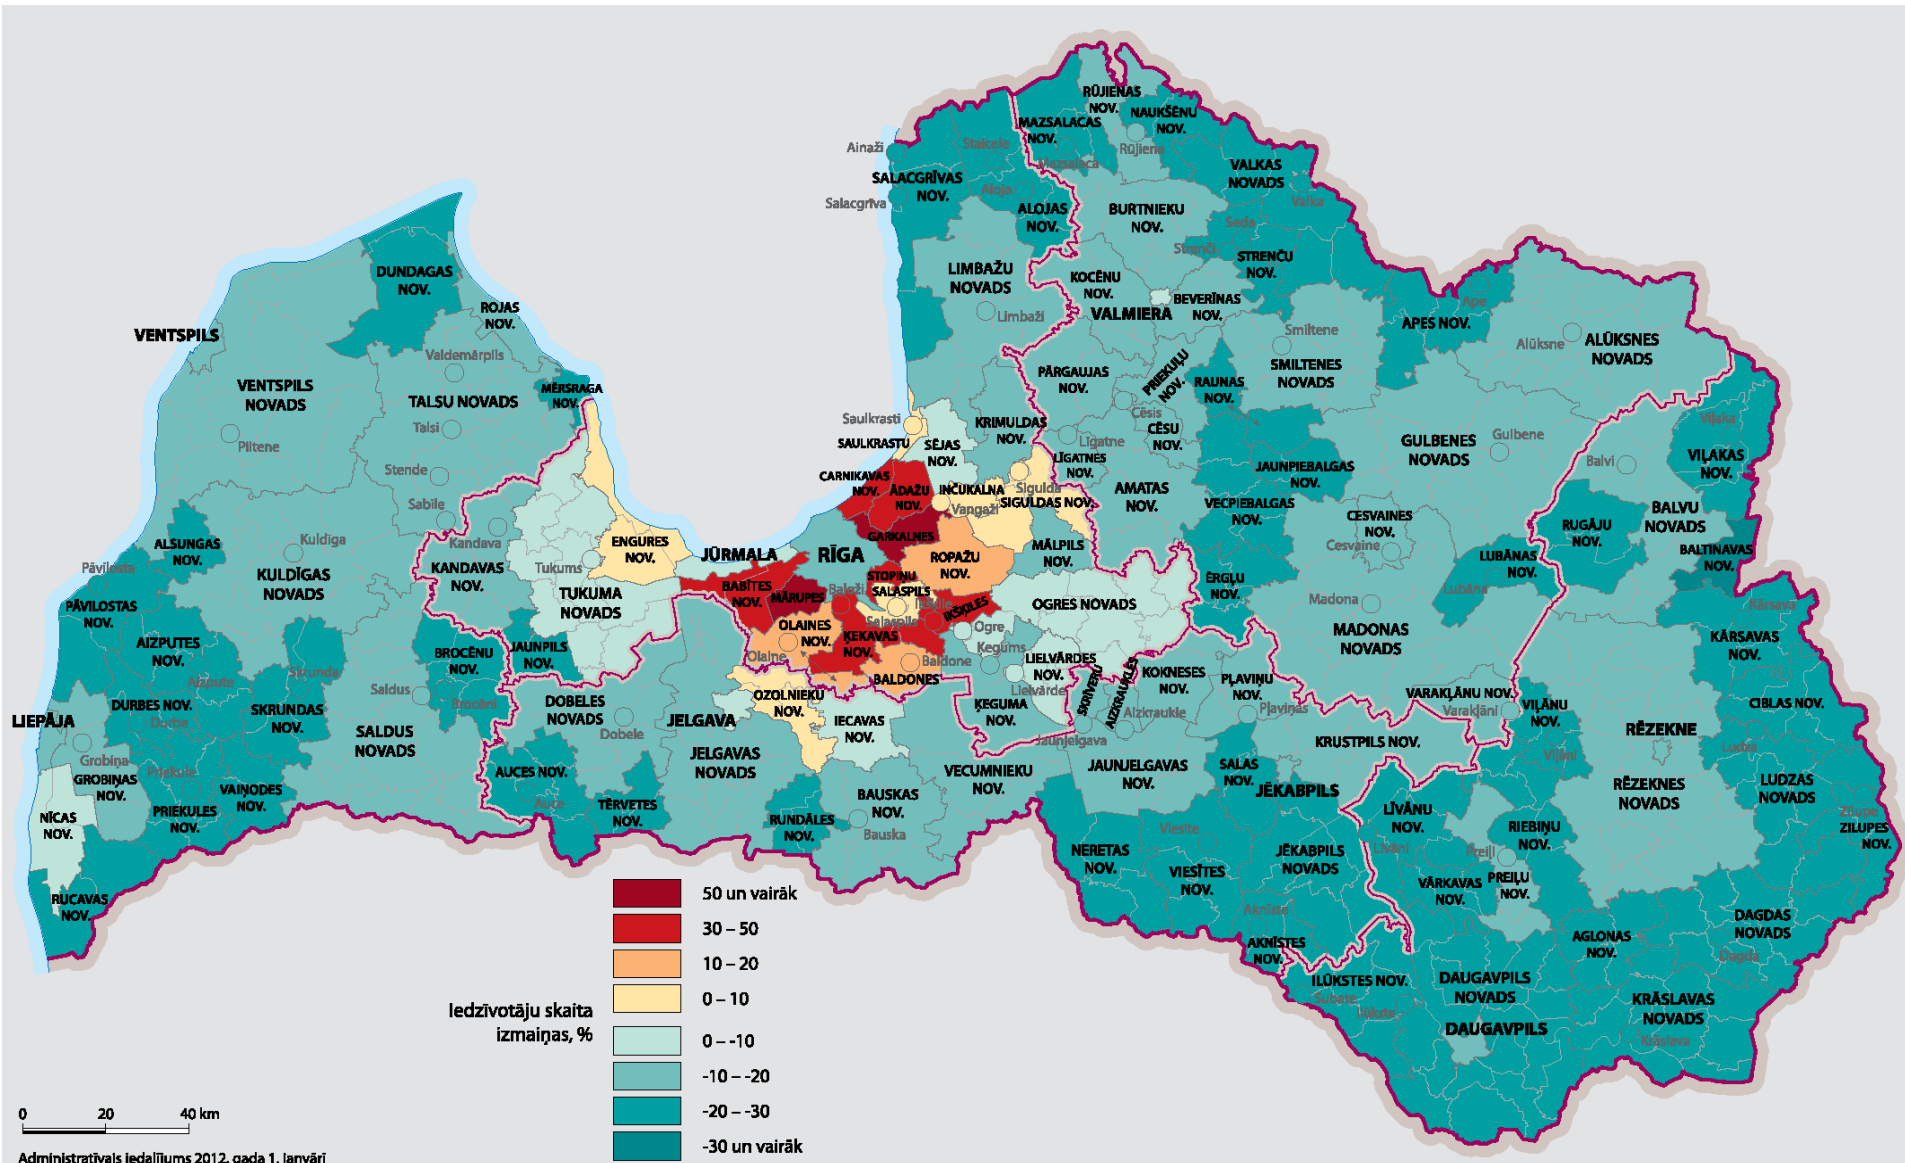 RŪJIENAS
NOV.
NAUKŠĒNU
NOV.
MAZSALACAS
NOV.
Mazsalaca
Rūjiena
Ainaži
Staicele
SALACGRĪVAS
NOV.
Salacgrīva
Aloja
ALOJAS
NOV.
VALKAS
NOVADS
Valka
BURTNIEKU
NOV.
Seda
Strenči
STRENČU
NOV.
DUNDAGAS
NOV.
ROJAS
NOV.
LIMBAŽU
NOVADS
Limbaži
KOCĒNU
NOV.
BEVERĪNAS
NOV.
VALMIERA
Smiltene
SMILTENES
NOVADS
Ape
APES NOV.
Alūksne
ALŪKSNES
NOVADS
VENTSPILS
VENTSPILS
NOVADS
Piltene
Valdemārpils
TALSU NOVADS
Talsi
MĒRSRAGA
NOV.
Stende
Sabile
PĀRGAUJAS
NOV.
PRIEKUĻU
NOV.
RAUNAS
NOV.
Cēsis
CĒSU
NOV.
Saulkrasti
SAULKRASTU
SĒJAS
NOV.
KRIMULDAS
NOV.
Līgatne
LĪGATNES
NOV.
GULBENES
NOVADS
Gulbene
Viļaka
VIĻAKAS
NOV.
Balvi
BALVU
NOVADS
CARNIKAVAS
NOV.
ĀDAŽU
NOV.
INČUKALNA
Vangaži
Sigulda
SIGULDAS NOV.
AMATAS
NOV.
JAUNPIEBALGAS
NOV.
VECPIEBALGAS
NOV.
CESVAINES
NOV.
Cesvaine
RUGĀJU
NOV.
BALTINAVAS
NOV.
ALSUNGAS
NOV.
Kuldīga
KULDĪGAS
NOVADS
Kandava
KANDAVAS
NOV.
ENGURES
NOV.
Tukums
TUKUMA
NOVADS
JŪRMALA
RĪGA
GARKALNES
ROPAŽU
NOV.
MĀLPILS
NOV.
STOPIŅU
SALASPILS
Salaspils
BABĪTES
NOV.
MĀRUPES
Baloži
IKŠĶILES
Ikšķile
OGRES NOVADS
Ogre
ĒRGĻU
NOV.
Madona
MADONAS
NOVADS
LUBĀNAS
NOV.
Lubāna
Kārsava
KĀRSAVAS
NOV.
Pāvilosta
PĀVILOSTAS
NOV.
AIZPUTES
NOV.
Aizpute
Skrunda
SKRUNDAS
NOV.
BROCĒNU
NOV.
Brocēni
JAUNPILS
NOV.
OLAINES
NOV.
Olaine
ĶEKAVAS
NOV.
Baldone
BALDONES
Ķegums
LIELVĀRDES
NOV.
Lielvārde
SKRĪVERU
AIZKRAUKLES
Aizkraukle
KOKNESES
NOV.
PĻAVIŅU
NOV.
Pļaviņas
VARAKĻĀNU NOV.
Varakļāni
VIĻĀNU
NOV.
Viļāni
CIBLAS NOV.
LIEPĀJA
DURBES NOV.
Durbe
Grobiņa
GROBIŅAS
NOV.
Priekule
PRIEKULES
NOV.
VAIŅODES
NOV.
Saldus
SALDUS
NOVADS
DOBELES
NOVADS
Dobele
JELGAVA
JELGAVAS
NOVADS
OZOLNIEKU
NOV.
IECAVAS
NOV.
ĶEGUMA
NOV.
Jaunjelgava
JAUNJELGAVAS
NOV.
SALAS
NOV.
JĒKABPILS
KRUSTPILS NOV.
RĒZEKNE
RĒZEKNES
NOVADS
Ludza
LUDZAS
NOVADS
Zilupe
ZILUPES
NOV.
NĪCAS
NOV.
RUCAVAS
NOV.
AUCES NOV.
Auce
TĒRVETES
NOV.
RUNDĀLES
NOV.
BAUSKAS
NOV.
Bauska
VECUMNIEKU
NOV.
NERETAS
NOV.
Viesīte
VIESĪTES
NOV.
JĒKABPILS
NOVADS
Aknīste
AKNĪSTES
NOV.
LĪVĀNU
NOV.
Līvāni
RIEBIŅU
NOV.
Preiļi
PREIĻU
NOV.
VĀRKAVAS
NOV.
AGLONAS
NOV.
DAGDAS
NOVADS
Dagda
ILŪKSTES NOV.
Subate
Ilūkste
DAUGAVPILS
NOVADS
DAUGAVPILS
KRĀSLAVAS
NOVADS
Krāslava
Iedzīvotāju skaita
izmaiņas, %
50 un vairāk
30 – 50
10 – 20
0 – 10
0 – -10
-10 – -20
-20 – -30
-30 un vairāk
0 20 40 km
Administratīvais iedalījums 2012. gada 1. janvārī